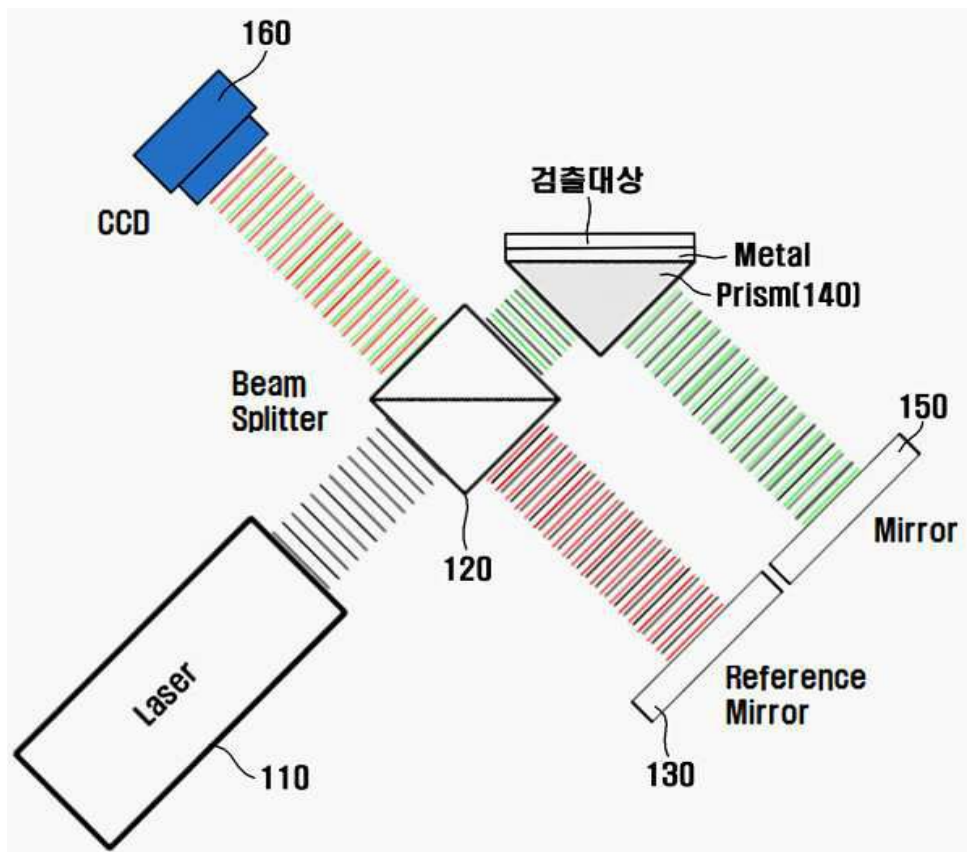 160
CCD
검출대상
Metal
Prism(140)
Beam
Splitter
150
Mirror
120
Laser
110
Reference
Mirror
130